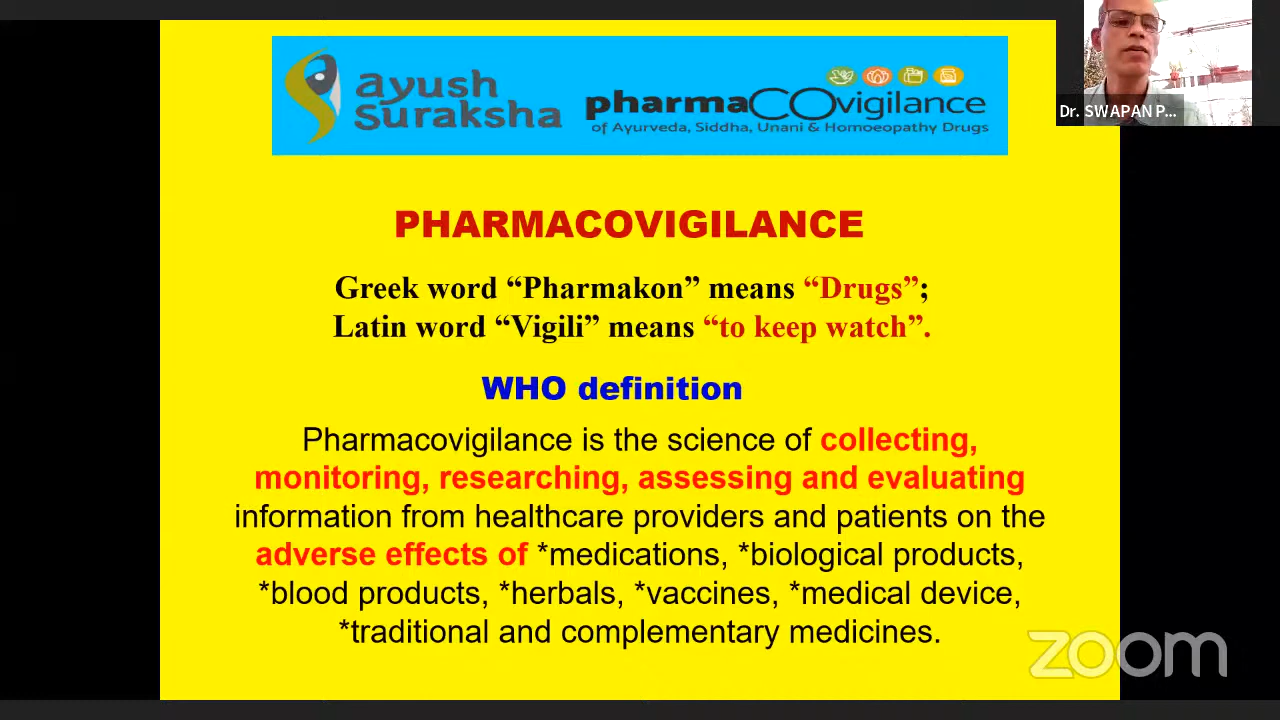 ayush
Suraksha
pharmaCOvigilance
of Ayurveda, Siddha, Unani & Homoeopathy Drugs
Dr. SWAPAN P...
PHARMACOVIGILANCE
Greek word “Pharmakon” means “Drugs”;
Latin word “Vigili” means “to keep watch”.
WHO definition
Pharmacovigilance is the science of collecting,
monitoring, researching, assessing and evaluating
information from healthcare providers and patients on the
adverse effects of *medications, *biological products,
*blood products, *herbals, *vaccines, *medical device,
*traditional and complementary medicines.
zoom